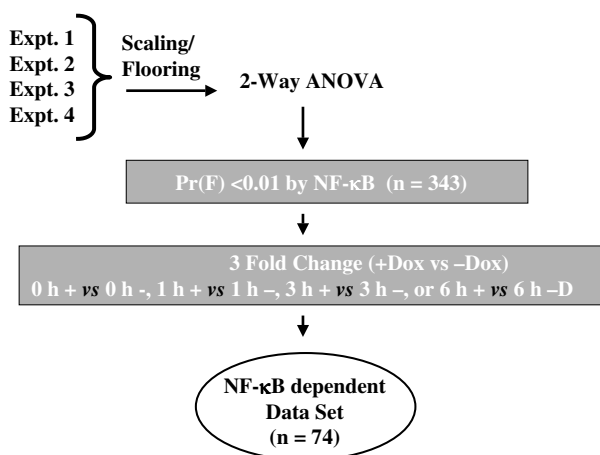 Expt. 1
Expt. 2
Expt. 3
Expt. 4
Scaling/
Flooring
2-Way ANOVA
Pr(F) <0.01 by NF-κB (n = 343)
3 Fold Change (+Dox vs –Dox)
0 h + vs 0 h -, 1 h + vs 1 h –, 3 h + vs 3 h –, or 6 h + vs 6 h –D
NF-κB dependent
Data Set
(n = 74)